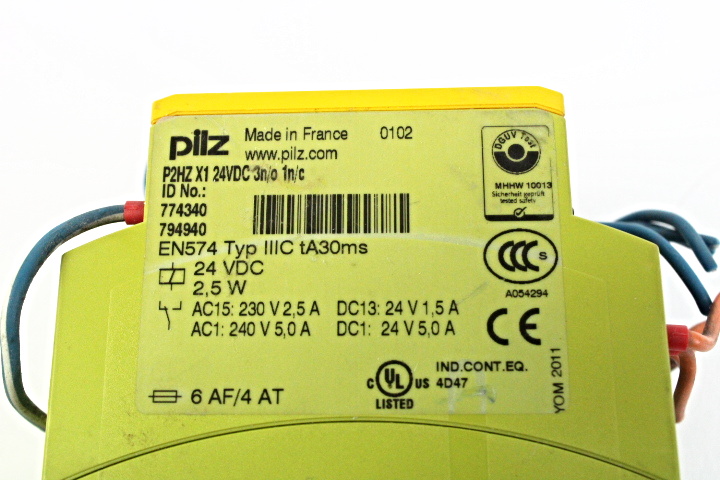 pilz Made in France 0102
www.pilz.com
P2HZ X1 24VDC 3n/o 1n/c
ID No.:
774340
794940
EN574 Typ IIIC tA30ms
24 VDC
2,5 W
AC15: 230 V 2,5 A DC13: 24 V 1,5 A
AC1: 240 V 5,0 A DC1: 24 V 5,0 A
6 AF/4 AT
DGUV Test
MHHW 10013
Sicherheit geprüft
tested safety
CCC S
A054294
CE
IND.CONT.EQ.
C UL US 4D47
LISTED
YOM 2011